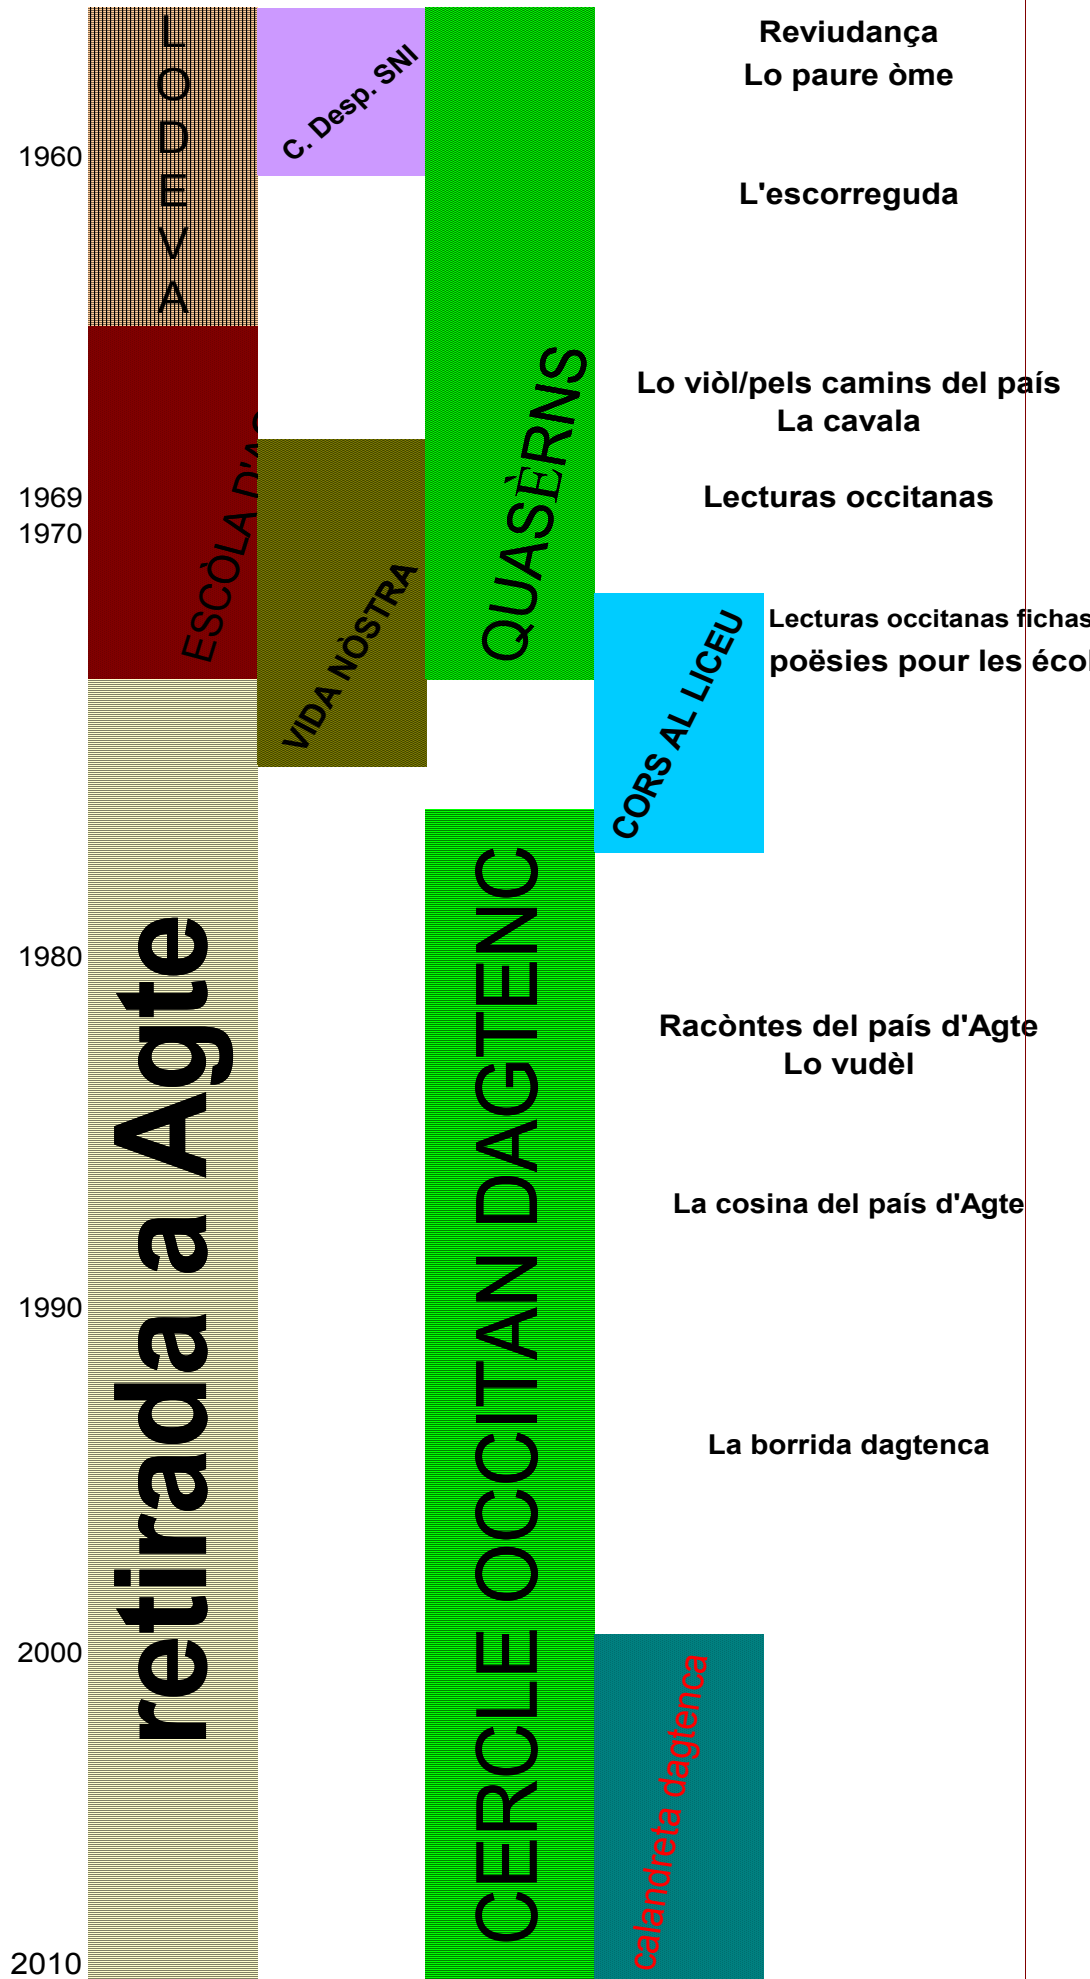 LODEVA
C. Desp. SNI
Reviudança
Lo paure òme
1960
L'escorreguda
QUASÈRNS
Lo viòl/pels camins del país
La cavala
ESCÒLA
1969
Lecturas occitanas
1970
VIDA NÒSTRA
CORS AL LICEU
Lecturas occitanas fichas
poësies pour les écol
retirada a Agte
CERCLE OCCITAN DAGTENC
1980
Racòntes del país d'Agte
Lo vudèl
La cosina del país d'Agte
1990
La borrida dagtenca
2000
calandreta dagtenca
2010